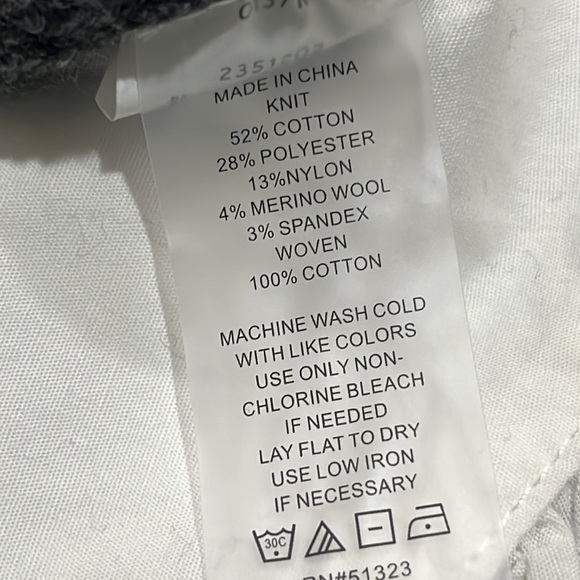 MADE IN CHINA
KNIT
52% COTTON
28% POLYESTER
13%NYLON
4% MERINO WOOL
3% SPANDEX
WOVEN
100% COTTON
MACHINE WASH COLD
WITH LIKE COLORS
USE ONLY NON-
CHLORINE BLEACH
IF NEEDED
LAY FLAT TO DRY
USE LOW IRON
IF NECESSARY
30C
RN#51323